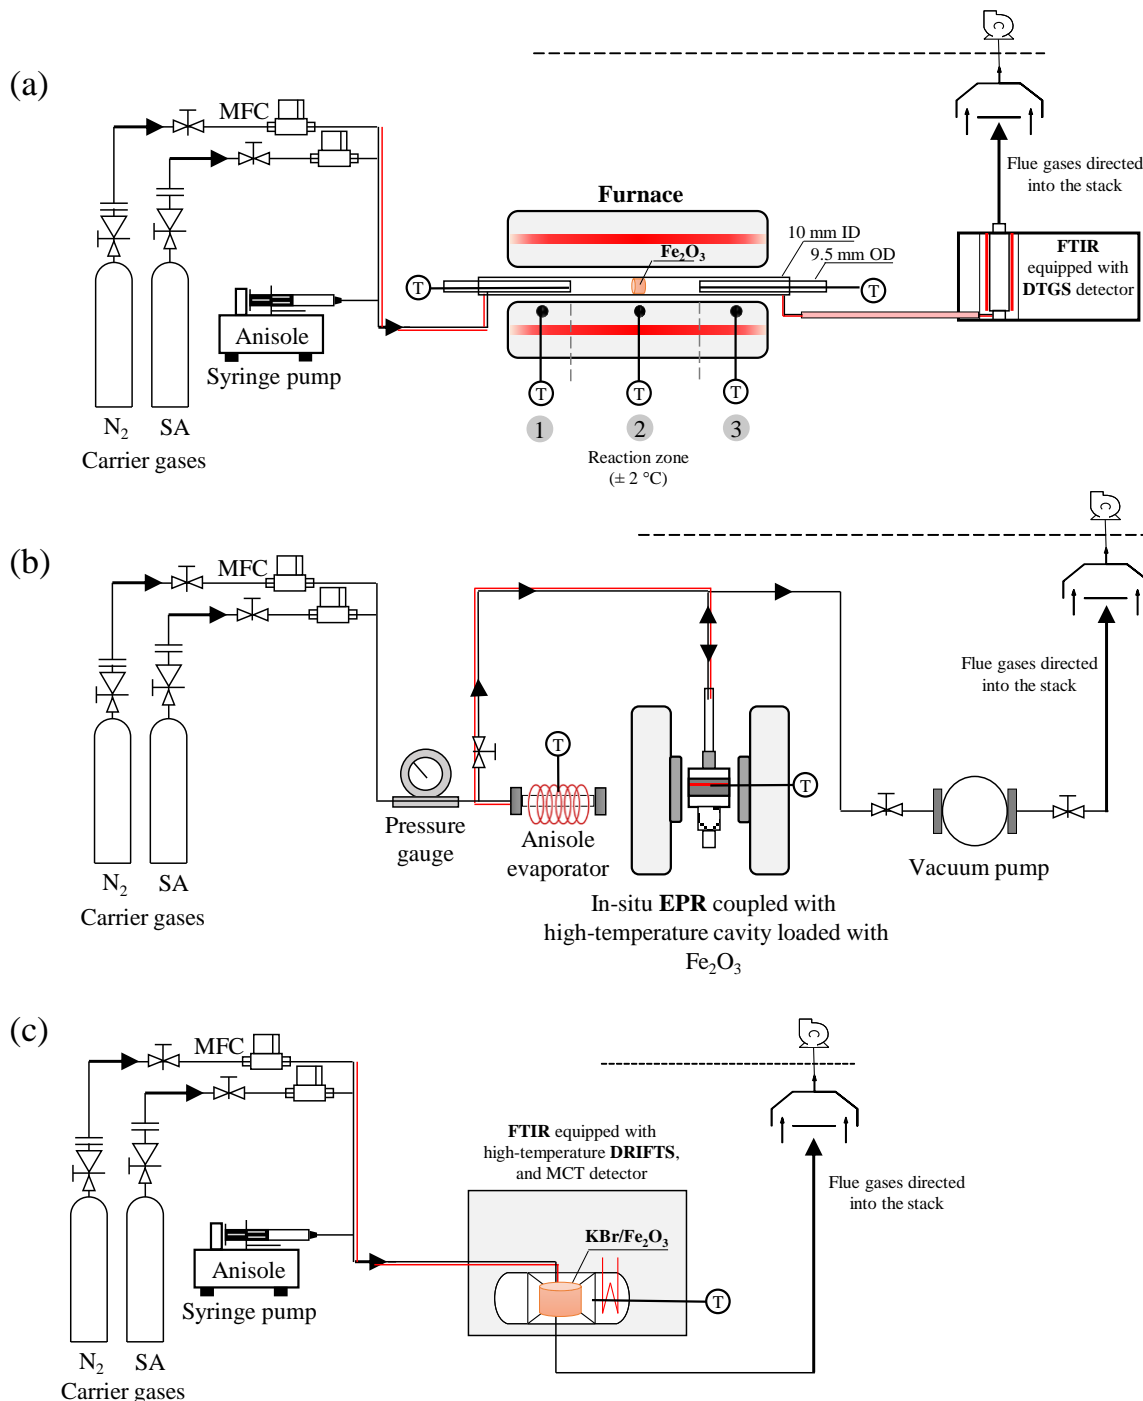 (a)
MFC
Flue gases directed
into the stack
Furnace
Fe₂O₃
10 mm ID
9.5 mm OD
FTIR
equipped with
DTGS detector
T
T
Anisole
Syringe pump
T
T
T
1
2
3
N₂
SA
Carrier gases
Reaction zone
(± 2 °C)
(b)
MFC
Flue gases directed
into the stack
T
T
Pressure
gauge
Anisole
evaporator
Vacuum pump
N₂
SA
Carrier gases
In-situ EPR coupled with
high-temperature cavity loaded with
Fe₂O₃
(c)
MFC
FTIR equipped with
high-temperature DRIFTS,
and MCT detector
Flue gases directed
into the stack
KBr/Fe₂O₃
Anisole
Syringe pump
T
N₂
SA
Carrier gases